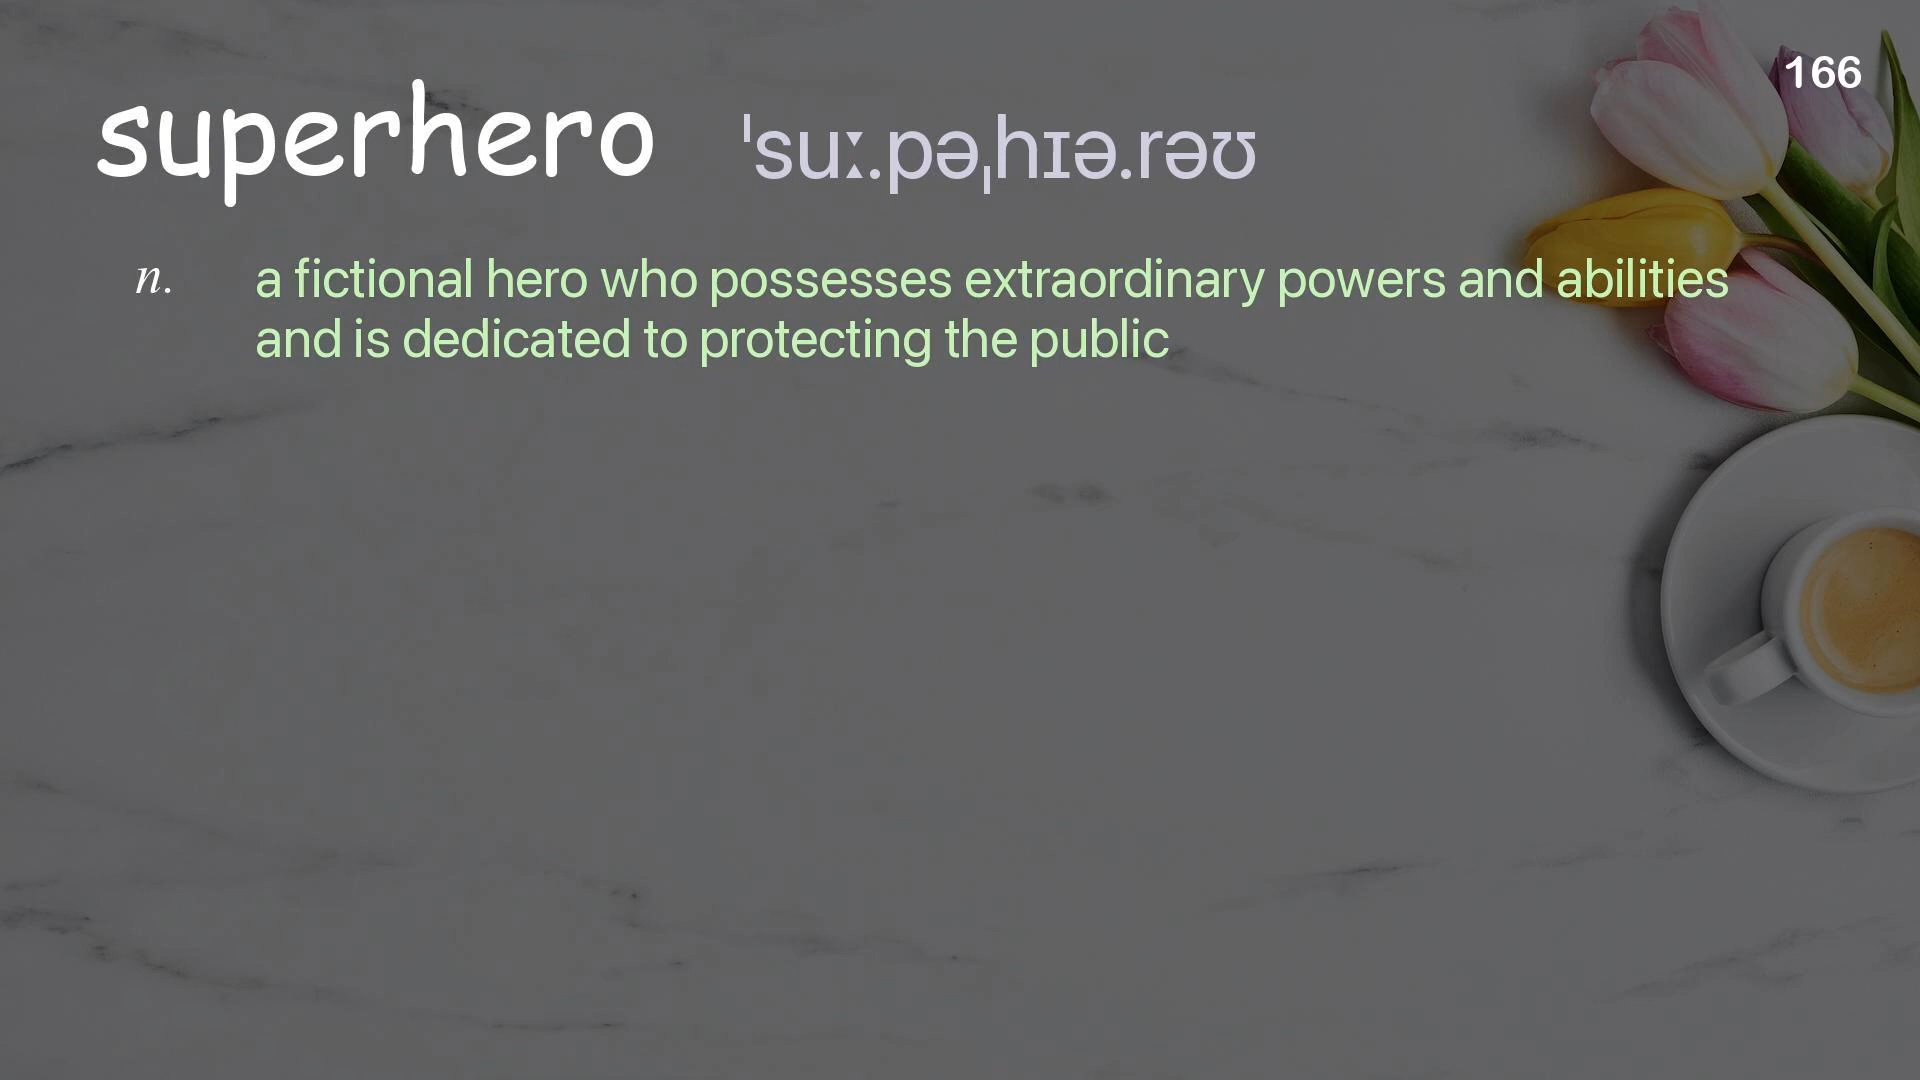 166
superhero ˈsuː.pəˌhɪə.rəʊ
n. a fictional hero who possesses extraordinary powers and abilities
and is dedicated to protecting the public